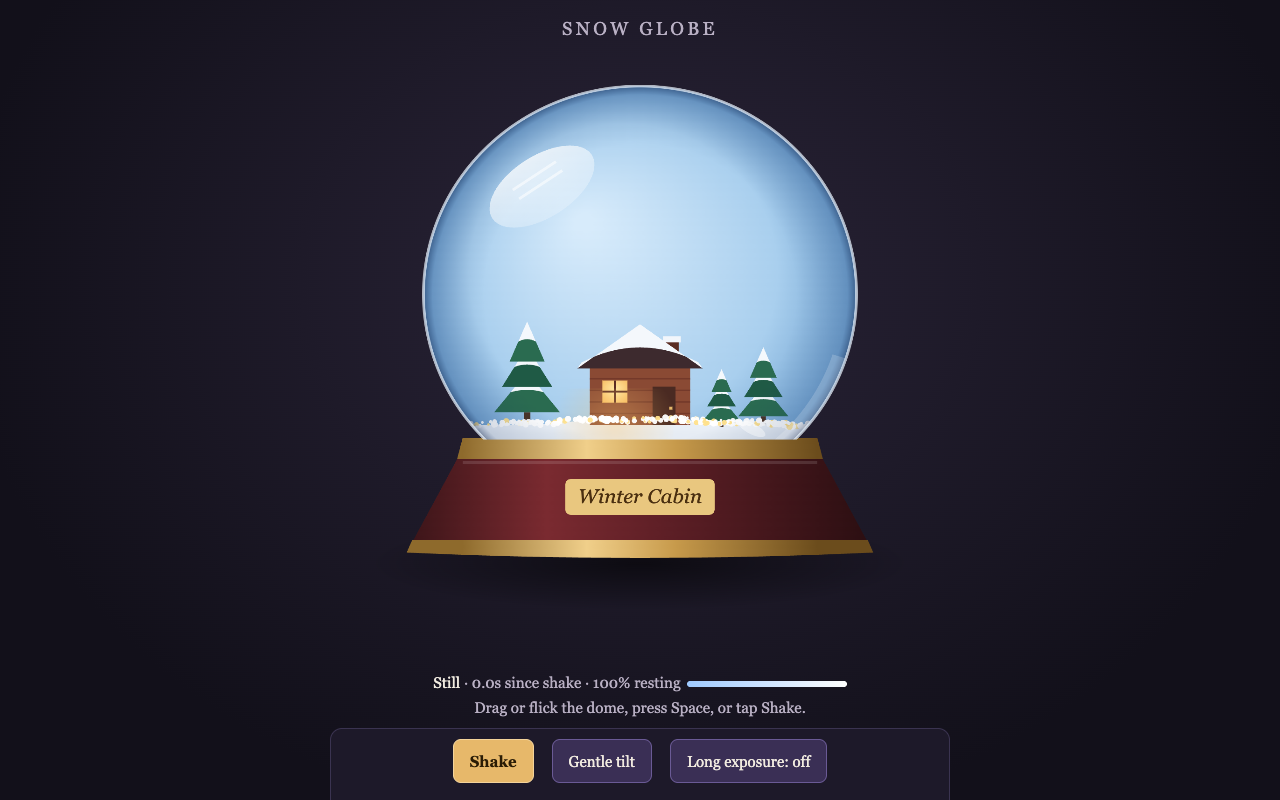 SNOW GLOBE
Winter Cabin
Still · 0.0s since shake · 100% resting
Drag or flick the dome, press Space, or tap Shake.
Shake
Gentle tilt
Long exposure: off